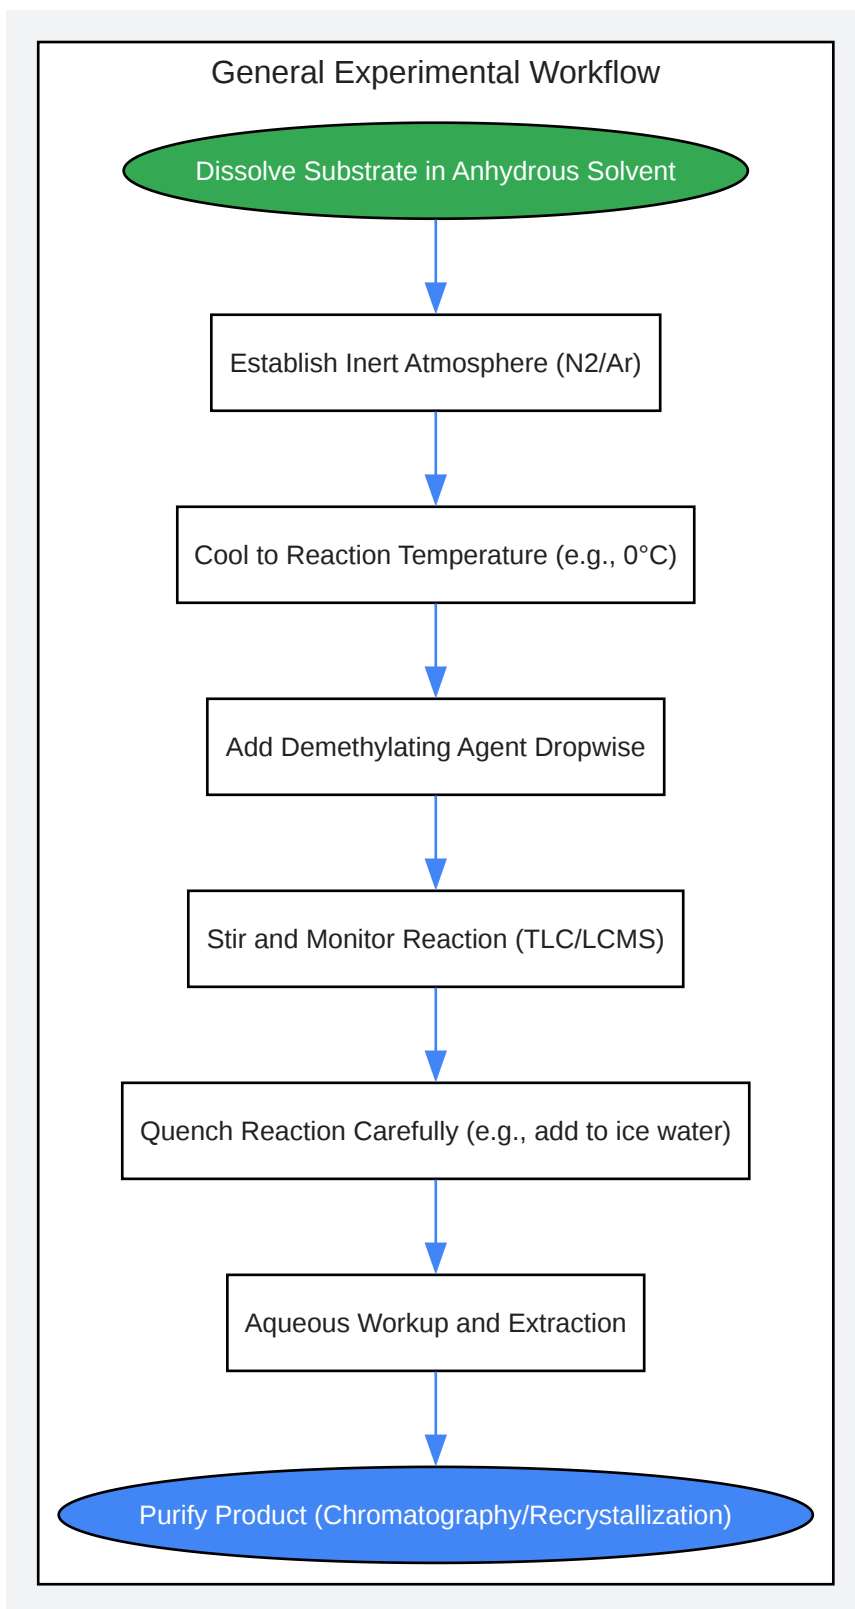 General Experimental Workflow
Dissolve Substrate in Anhydrous Solvent
Establish Inert Atmosphere (N2/Ar)
Cool to Reaction Temperature (e.g., 0°C)
Add Demethylating Agent Dropwise
Stir and Monitor Reaction (TLC/LCMS)
Quench Reaction Carefully (e.g., add to ice water)
Aqueous Workup and Extraction
Purify Product (Chromatography/Recrystallization)